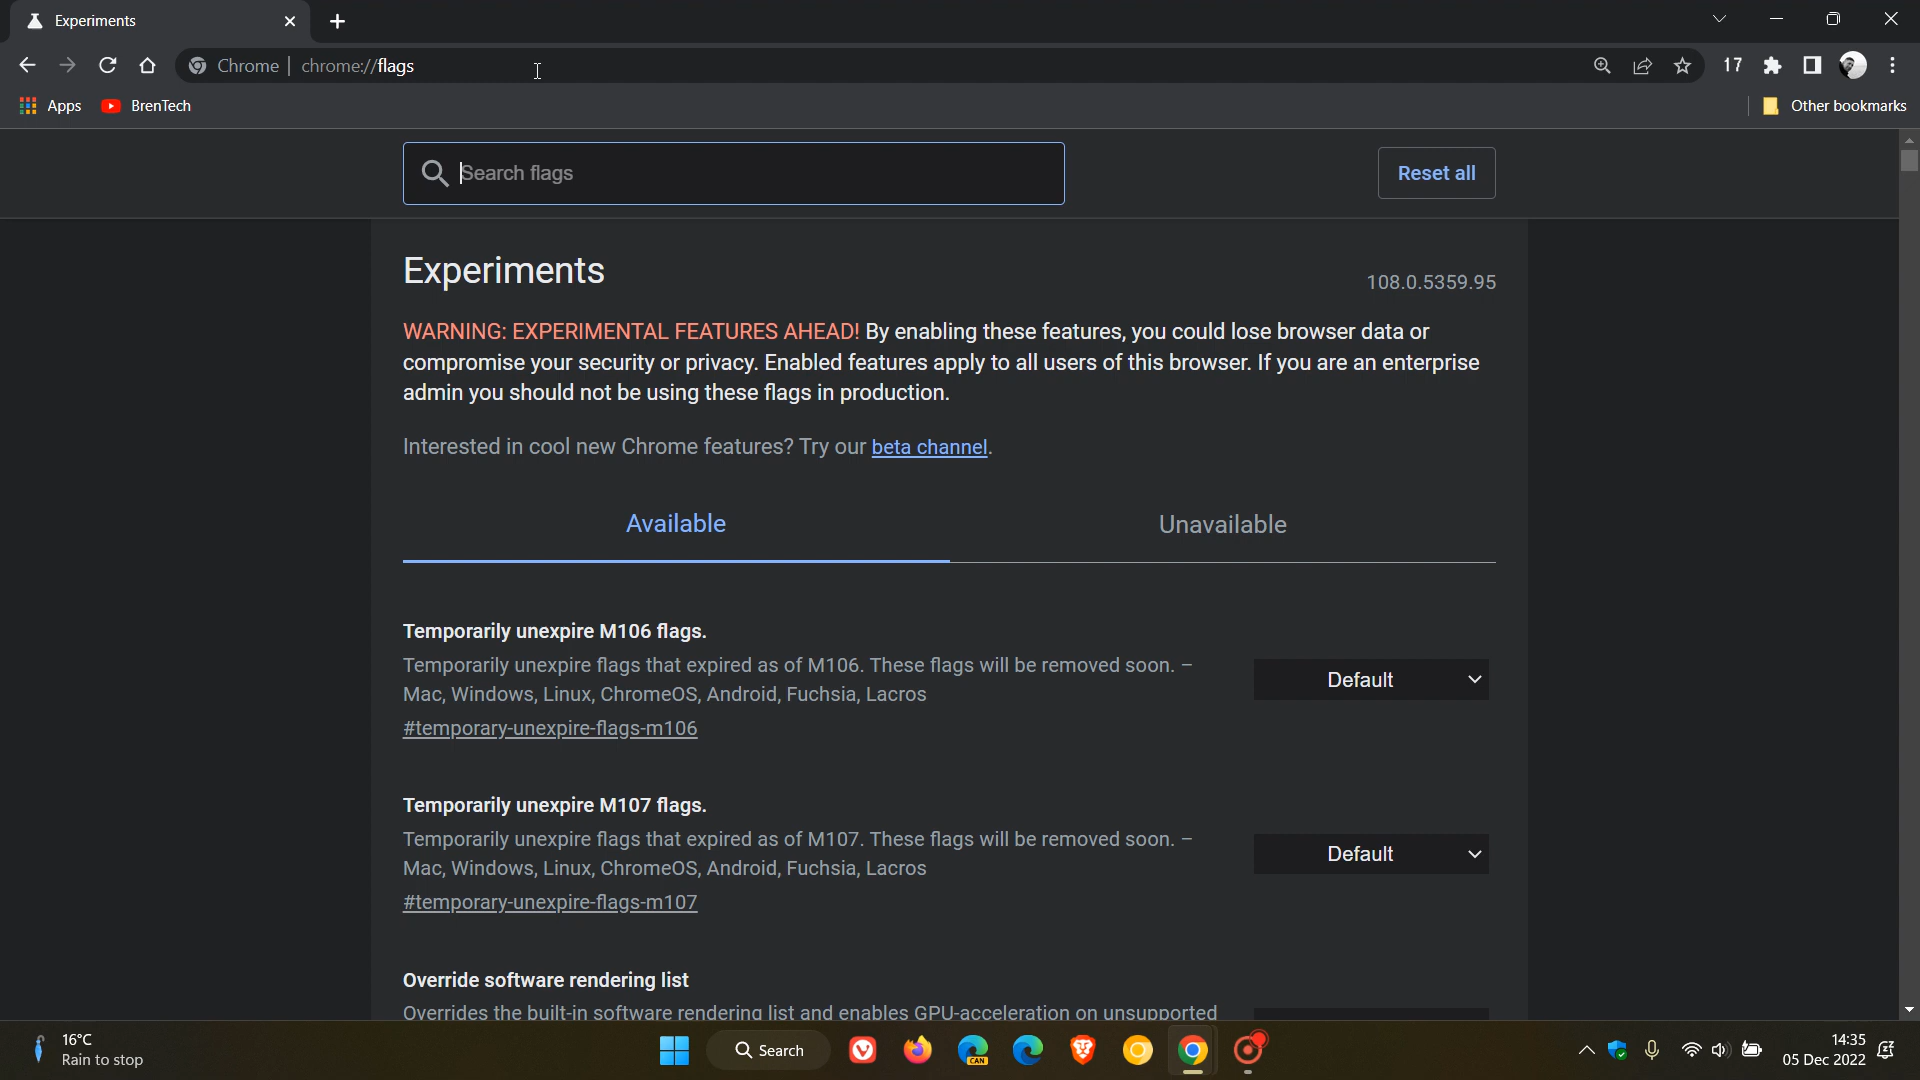 Experiments
Chrome | chrome://flags
17
Apps
BrenTech
Other bookmarks
Search flags
Reset all
Experiments
108.0.5359.95
WARNING: EXPERIMENTAL FEATURES AHEAD! By enabling these features, you could lose browser data or
compromise your security or privacy. Enabled features apply to all users of this browser. If you are an enterprise
admin you should not be using these flags in production.
Interested in cool new Chrome features? Try our beta channel.
Available
Unavailable
Temporarily unexpire M106 flags.
Temporarily unexpire flags that expired as of M106. These flags will be removed soon. –
Mac, Windows, Linux, ChromeOS, Android, Fuchsia, Lacros
#temporary-unexpire-flags-m106
Default
Temporarily unexpire M107 flags.
Temporarily unexpire flags that expired as of M107. These flags will be removed soon. –
Mac, Windows, Linux, ChromeOS, Android, Fuchsia, Lacros
#temporary-unexpire-flags-m107
Default
Override software rendering list
Overrides the built-in software rendering list and enables GPU-acceleration on unsupported
16°C
Rain to stop
Search
CAN
14:35
05 Dec 2022